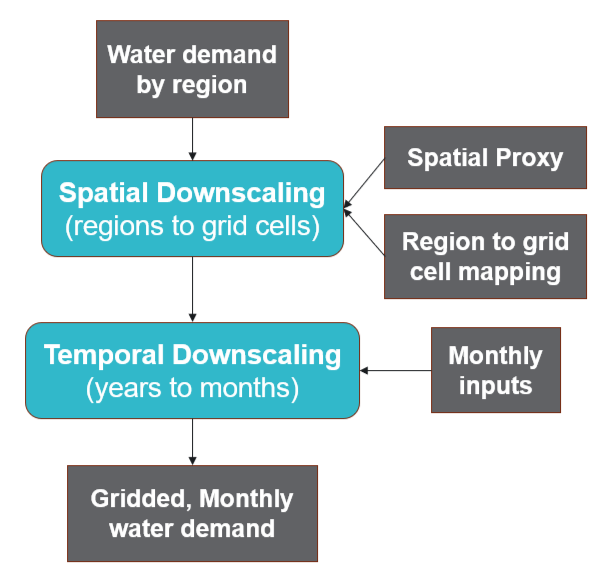 Water demand
by region
Spatial Downscaling
(regions to grid cells)
Spatial Proxy
Region to grid
cell mapping
Temporal Downscaling
(years to months)
Monthly
inputs
Gridded, Monthly
water demand